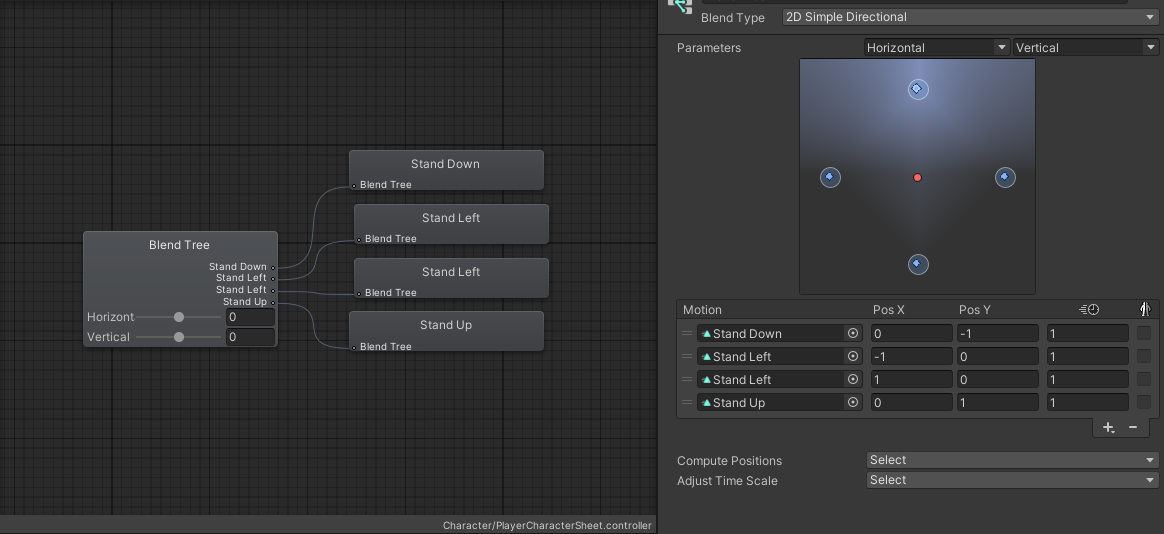 Stand Down
Blend Tree
Stand Left
Blend Tree
Blend Tree
Stand Down
Stand Left
Stand Left
Stand Up
Horizont 0
Vertical 0
Stand Left
Blend Tree
Stand Up
Blend Tree
Character/PlayerCharacterSheet.controller
Blend Type 2D Simple Directional
Parameters Horizontal Vertical
Motion Pos X Pos Y
Stand Down 0 -1 1
Stand Left -1 0 1
Stand Left 1 0 1
Stand Up 0 1 1
Compute Positions Select
Adjust Time Scale Select